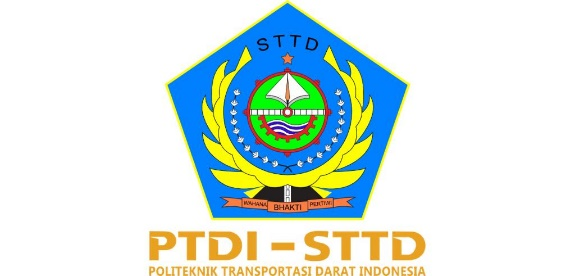 STTD
WAHANA BHAKTI PERTIWI
PTDI – STTD
POLITEKNIK TRANSPORTASI DARAT INDONESIA